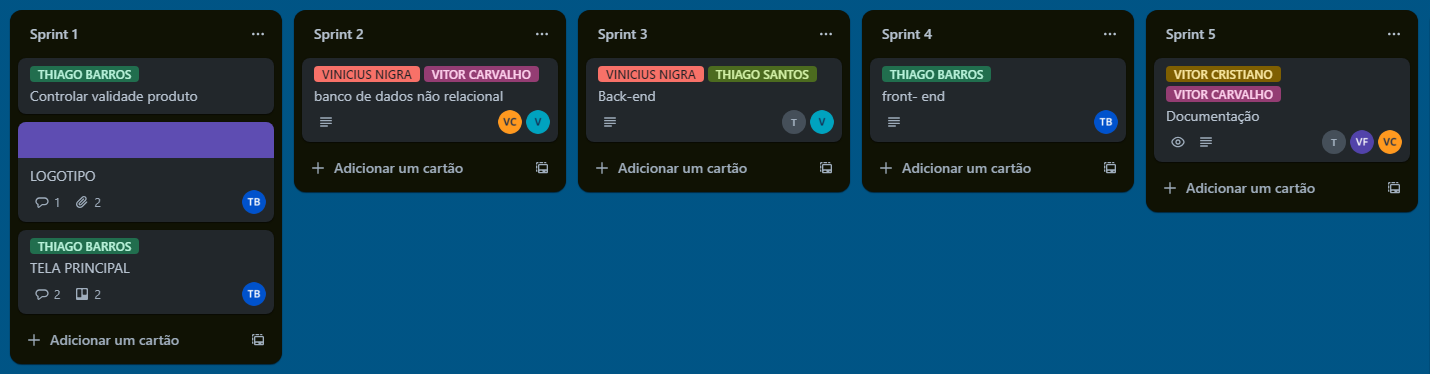 Sprint 1
THIAGO BARROS
Controlar validade produto
LOGOTIPO
1 2
TB
THIAGO BARROS
TELA PRINCIPAL
2 2
TB
Adicionar um cartão
Sprint 2
VINICIUS NIGRA VITOR CARVALHO
banco de dados não relacional
VC V
Adicionar um cartão
Sprint 3
VINICIUS NIGRA THIAGO SANTOS
Back-end
T V
Adicionar um cartão
Sprint 4
THIAGO BARROS
front- end
TB
Adicionar um cartão
Sprint 5
VITOR CRISTIANO
VITOR CARVALHO
Documentação
T VF VC
Adicionar um cartão